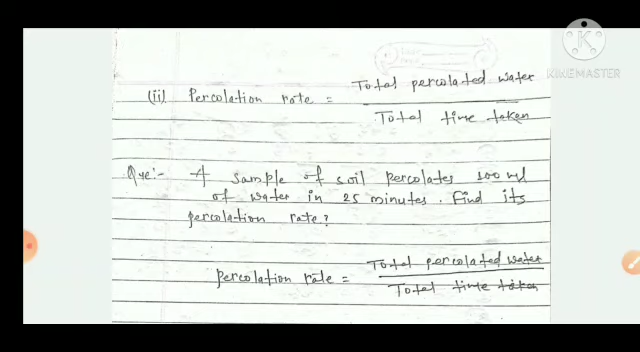 KINEMASTER
(ii) Percolation rate = Total percolated water
Total time taken
Que:- A sample of soil percolates 100 ml
of water in 25 minutes. Find its
percolation rate?
percolation rate = Total percolated water
Total time taken